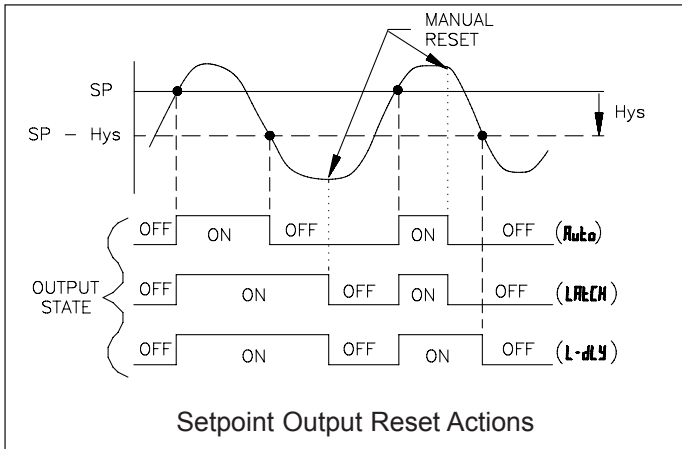 MANUAL
RESET
SP
Hys
SP - Hys
OFF ON OFF ON OFF (Auto)
OUTPUT
STATE
OFF ON OFF ON OFF (LAtCH)
OFF ON OFF ON OFF (L-dLY)
Setpoint Output Reset Actions